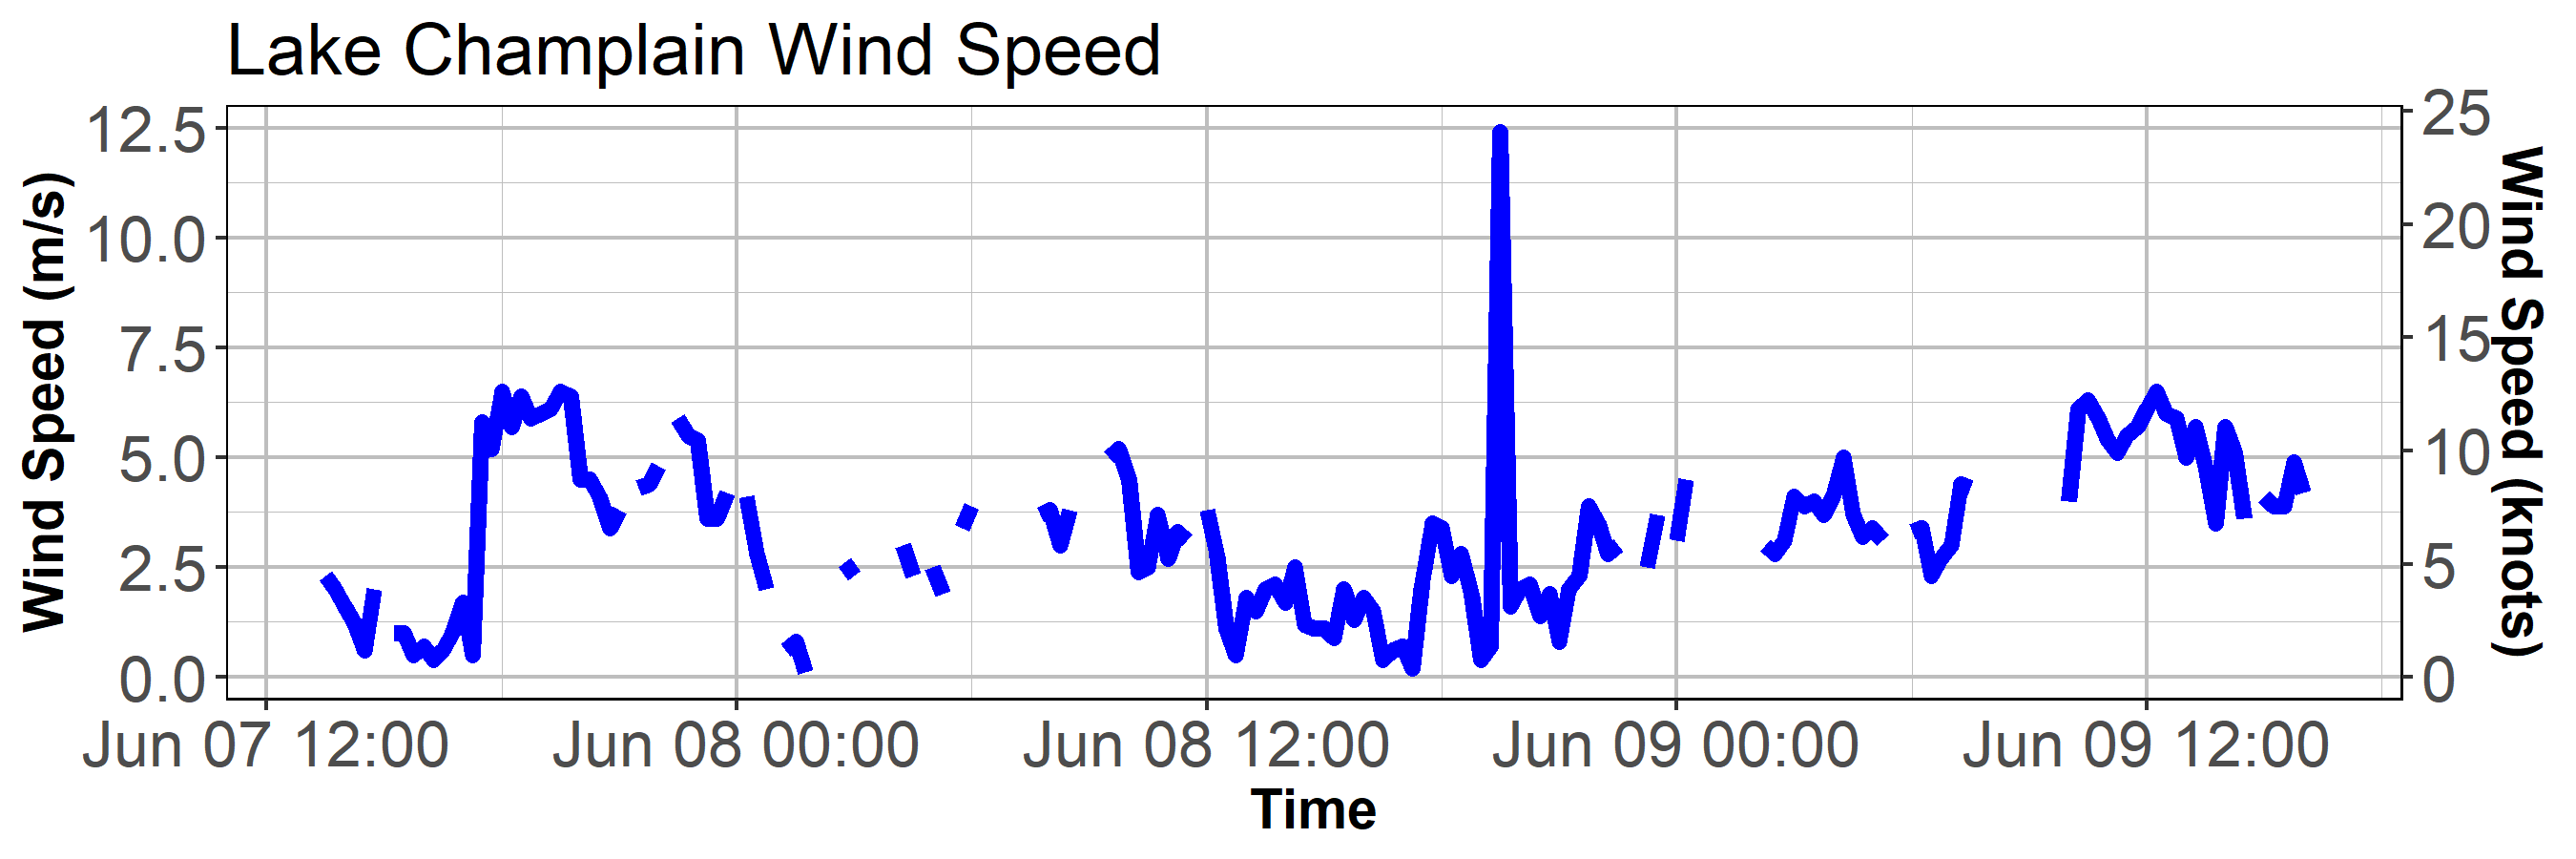 Lake Champlain Wind Speed
12.5
10.0
7.5
5.0
2.5
0.0
Wind Speed (m/s)
25
20
15
10
5
0
Wind Speed (knots)
Jun 07 12:00 Jun 08 00:00 Jun 08 12:00 Jun 09 00:00 Jun 09 12:00
Time